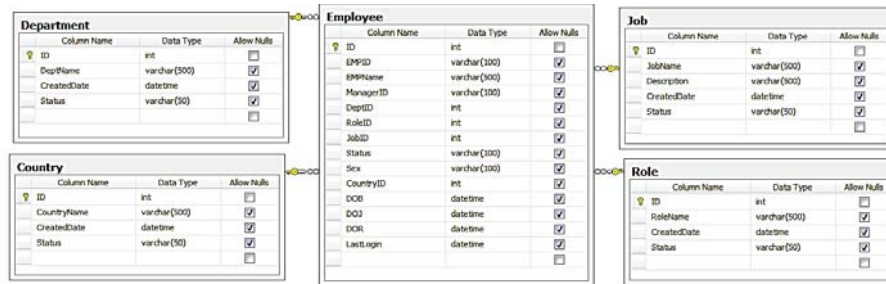 Department
Column Name Data Type Allow Nulls
ID int
DeptName varchar(500)
CreatedDate datetime
Status varchar(50)
Country
Column Name Data Type Allow Nulls
ID int
CountryName varchar(500)
CreatedDate datetime
Status varchar(50)
Employee
Column Name Data Type Allow Nulls
ID int
EMPID varchar(100)
EMPName varchar(500)
ManagerID varchar(100)
DeptID int
RoleID int
JobID int
Status varchar(100)
Sex varchar(100)
CountryID int
DOB datetime
DOJ datetime
DOR datetime
LastLogin datetime
Job
Column Name Data Type Allow Nulls
ID int
JobName varchar(500)
Description varchar(500)
CreatedDate datetime
Status varchar(50)
Role
Column Name Data Type Allow Nulls
ID int
RoleName varchar(500)
CreatedDate datetime
Status varchar(50)